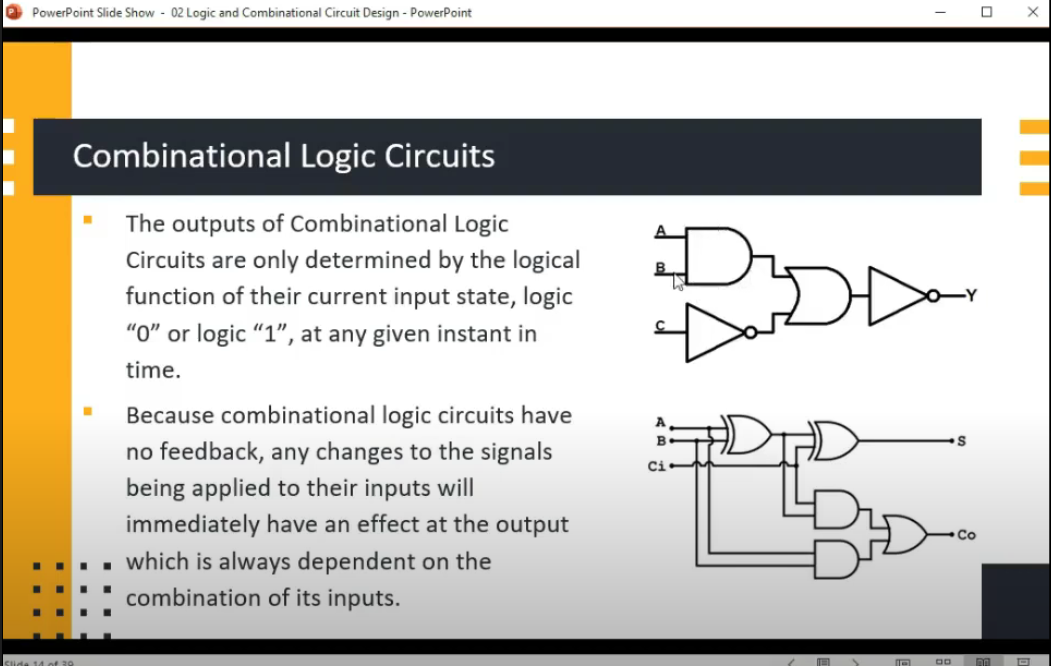 PowerPoint Slide Show - 02 Logic and Combinational Circuit Design - PowerPoint
Combinational Logic Circuits
The outputs of Combinational Logic
Circuits are only determined by the logical
function of their current input state, logic
“0” or logic “1”, at any given instant in
time.
Because combinational logic circuits have
no feedback, any changes to the signals
being applied to their inputs will
immediately have an effect at the output
which is always dependent on the
combination of its inputs.
A
B
C
Y
A
B
Ci
S
Co
Slide 14 of 39